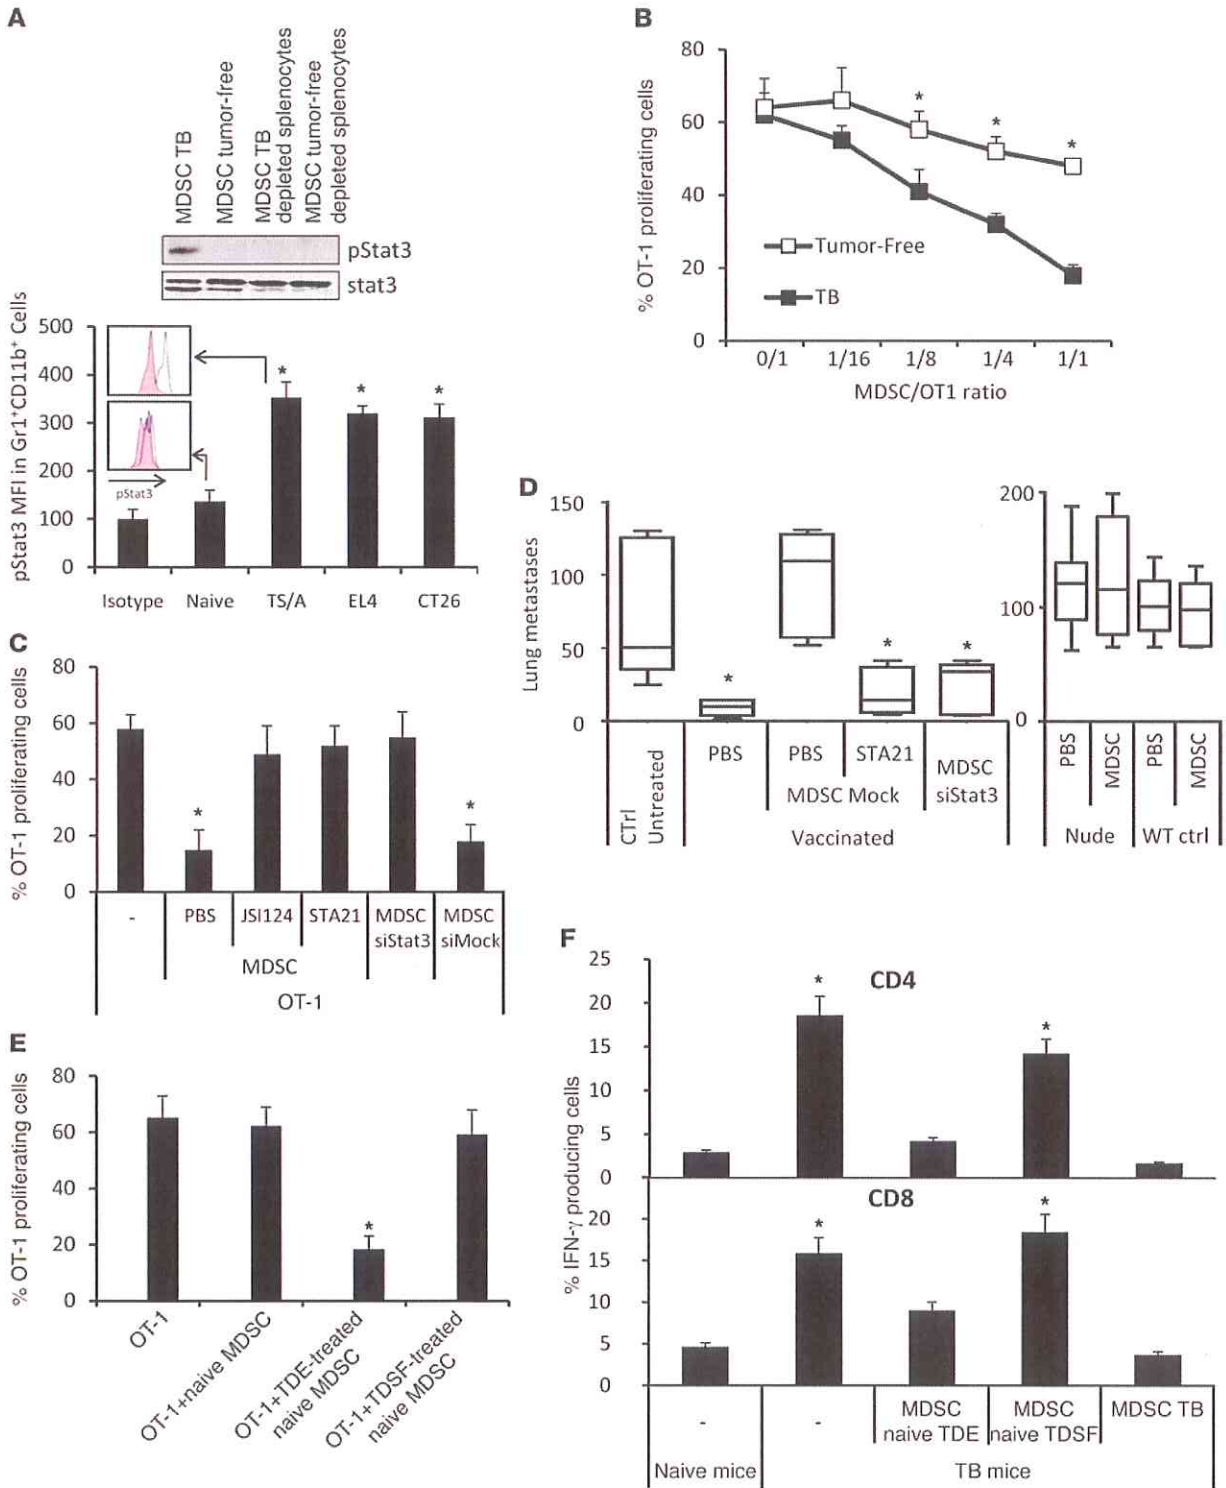 A
MDSC TB
MDSC tumor-free
MDSC TB
depleted splenocytes
MDSC tumor-free
depleted splenocytes
pStat3
stat3
pStat3 MFI in Gr1⁺CD11b⁺ Cells
500
400
300
200
100
0
pStat3
*
*
*
Isotype
Naive
TS/A
EL4
CT26
B
% OT-1 proliferating cells
80
60
40
20
0
*
*
*
Tumor-Free
TB
0/1
1/16
1/8
1/4
1/1
MDSC/OT1 ratio
C
% OT-1 proliferating cells
80
60
40
20
0
*
*
-
PBS
JSI124
STA21
MDSC
siStat3
MDSC
siMock
MDSC
OT-1
D
Lung metastases
150
100
50
0
*
*
*
CTrl
Untreated
PBS
PBS
STA21
MDSC Mock
MDSC
siStat3
Vaccinated
200
100
0
PBS
MDSC
PBS
MDSC
Nude
WT ctrl
E
% OT-1 proliferating cells
80
60
40
20
0
*
OT-1
OT-1+naive MDSC
OT-1+TDE-treated
naive MDSC
OT-1+TDSF-treated
naive MDSC
F
% IFN-γ producing cells
25
20
15
10
5
0
CD4
*
*
CD8
20
15
10
5
0
*
*
-
-
MDSC
naive TDE
MDSC
naive TDSF
MDSC TB
Naive mice
TB mice